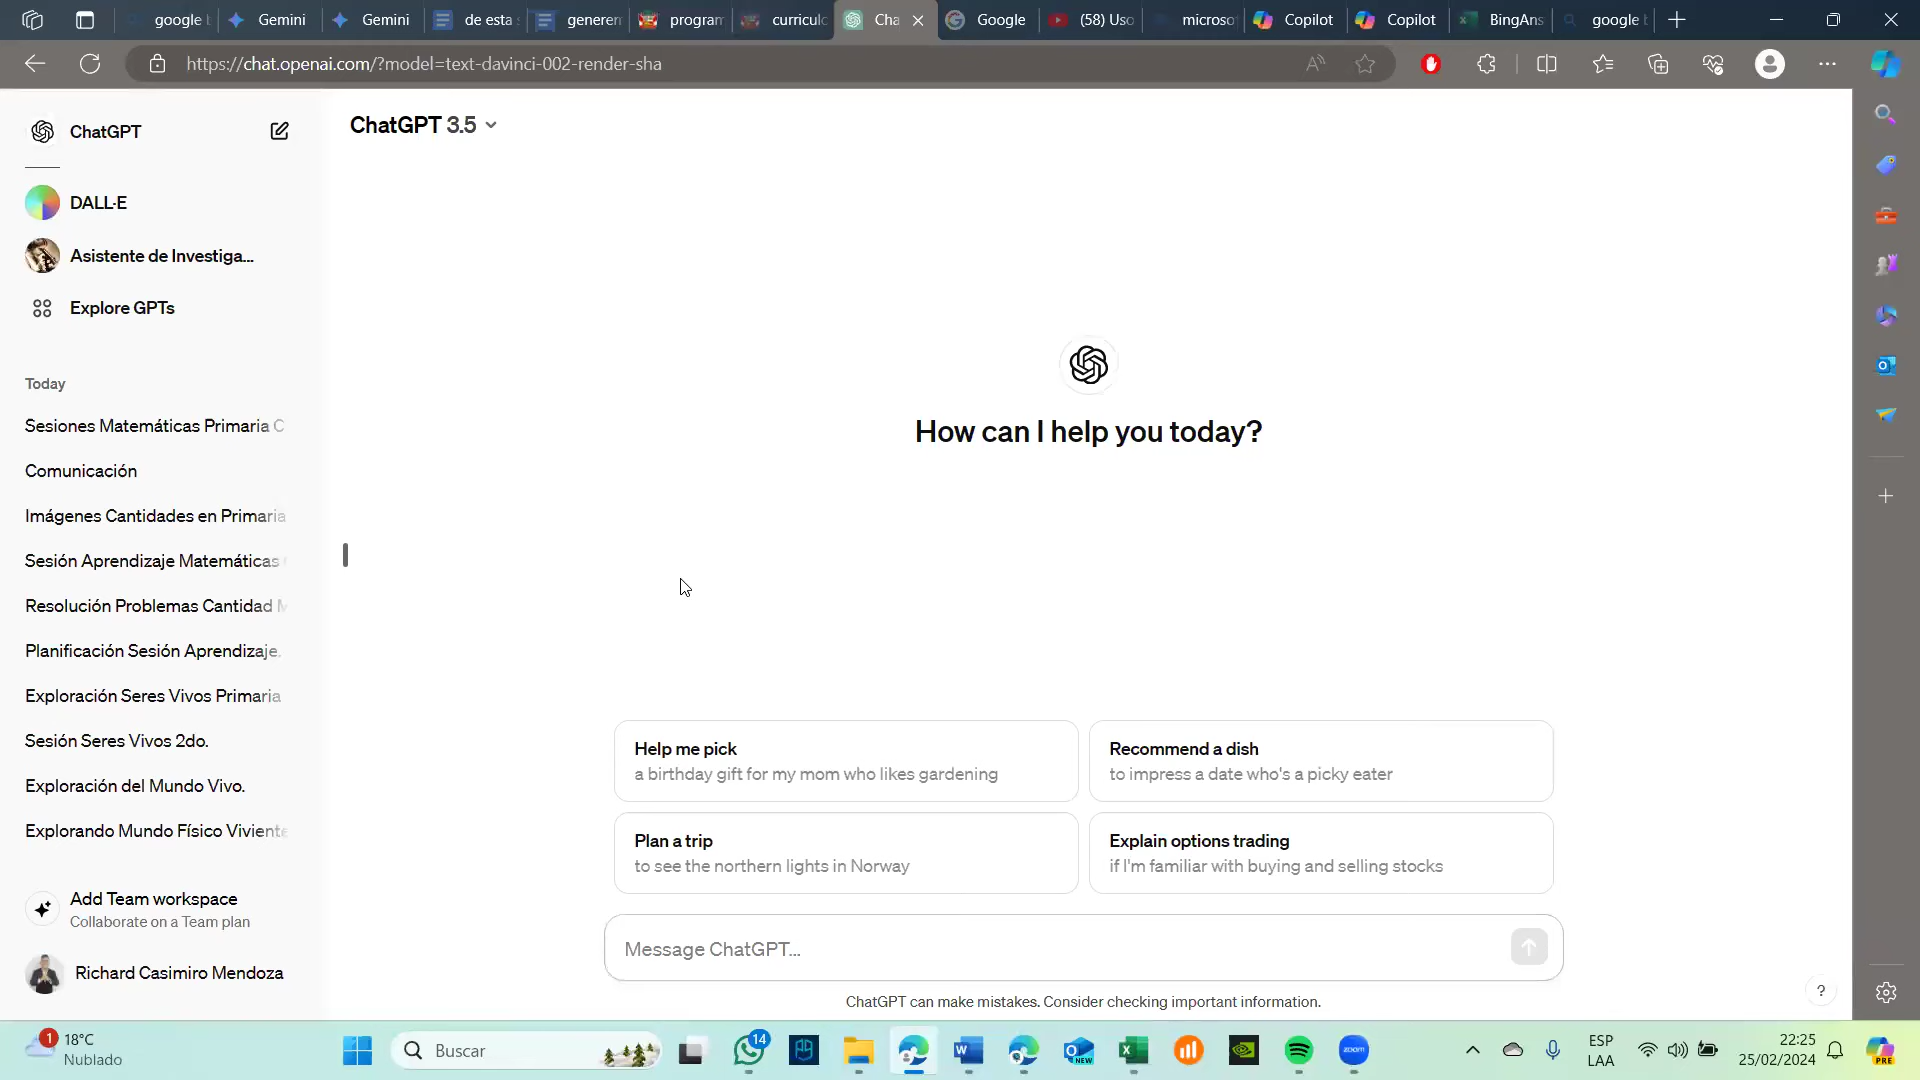 google b
Gemini
Gemini
de esta s
generem
program
curriculo
Cha
Google
(58) Uso
microsof
Copilot
Copilot
BingAns
google b
https://chat.openai.com/?model=text-davinci-002-render-sha
ChatGPT
ChatGPT 3.5
DALL·E
Asistente de Investiga...
Explore GPTs
Today
Sesiones Matemáticas Primaria C
Comunicación
Imágenes Cantidades en Primaria
Sesión Aprendizaje Matemáticas
Resolución Problemas Cantidad M
Planificación Sesión Aprendizaje.
Exploración Seres Vivos Primaria
Sesión Seres Vivos 2do.
Exploración del Mundo Vivo.
Explorando Mundo Físico Viviente
Add Team workspace
Collaborate on a Team plan
Richard Casimiro Mendoza
How can I help you today?
Help me pick
a birthday gift for my mom who likes gardening
Recommend a dish
to impress a date who's a picky eater
Plan a trip
to see the northern lights in Norway
Explain options trading
if I'm familiar with buying and selling stocks
Message ChatGPT...
ChatGPT can make mistakes. Consider checking important information.
?
1
18°C
Nublado
Buscar
14
NEW
zoom
ESP
LAA
22:25
25/02/2024
PRE